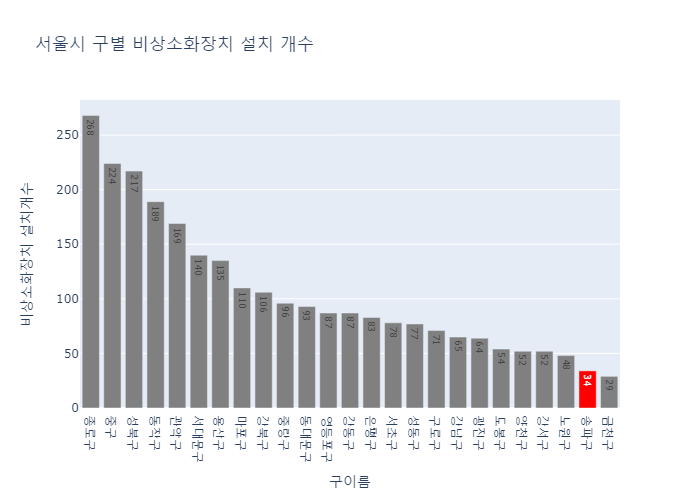 서울시 구별 비상소화장치 설치 개수
비상소화장치 설치개수
250
200
150
100
50
0
268
224
217
189
169
140
135
110
106
96
93
87
87
83
78
77
71
65
64
54
52
52
48
34
29
종로구
중구
성북구
동작구
관악구
서대문구
용산구
마포구
강북구
중랑구
동대문구
영등포구
강동구
은평구
서초구
성동구
구로구
강남구
광진구
도봉구
양천구
강서구
노원구
송파구
금천구
구이름